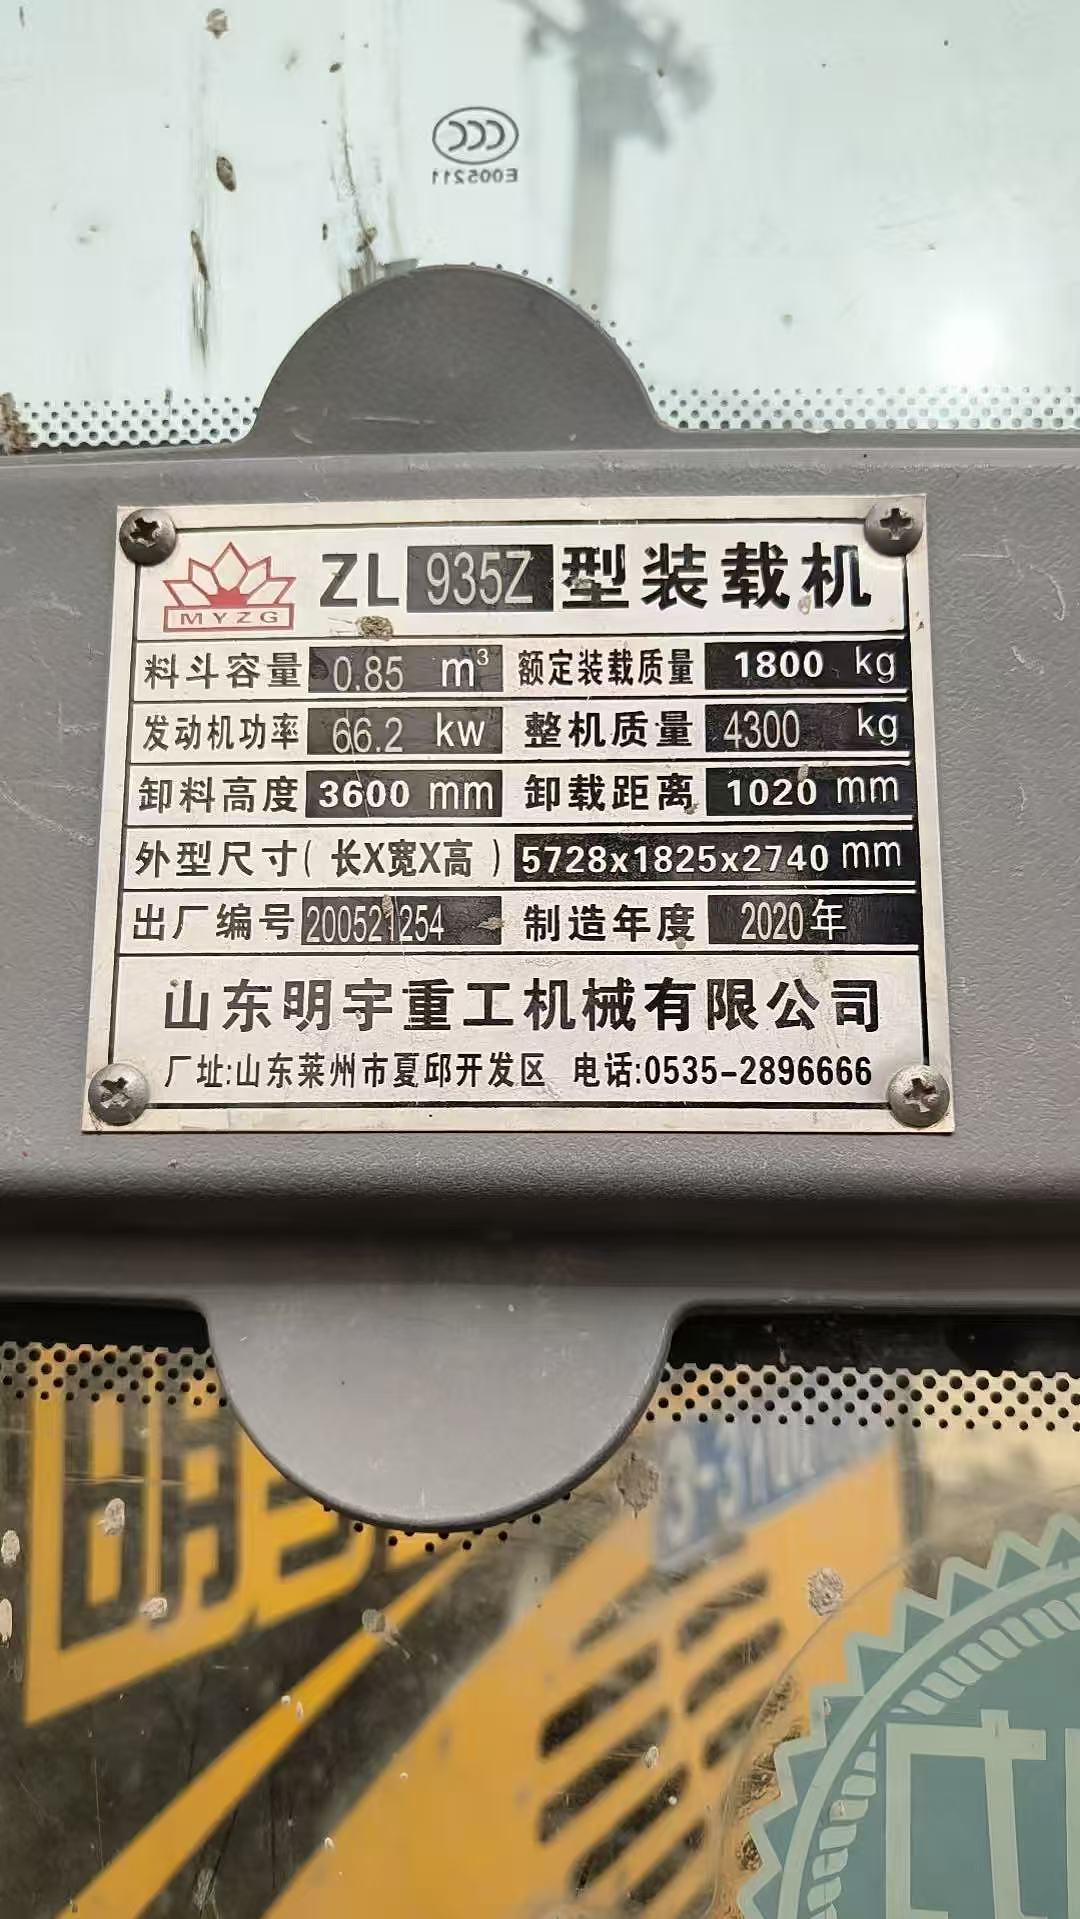 CCC
E005211
MYZG
ZL 935Z 型装载机
料斗容量 0.85 m³ 额定装载质量 1800 kg
发动机功率 66.2 kw 整机质量 4300 kg
卸料高度 3600 mm 卸载距离 1020 mm
外型尺寸(长X宽X高) 5728x1825x2740 mm
出厂编号 200521254 制造年度 2020年
山东明宇重工机械有限公司
厂址:山东莱州市夏邱开发区 电话:0535-2896666